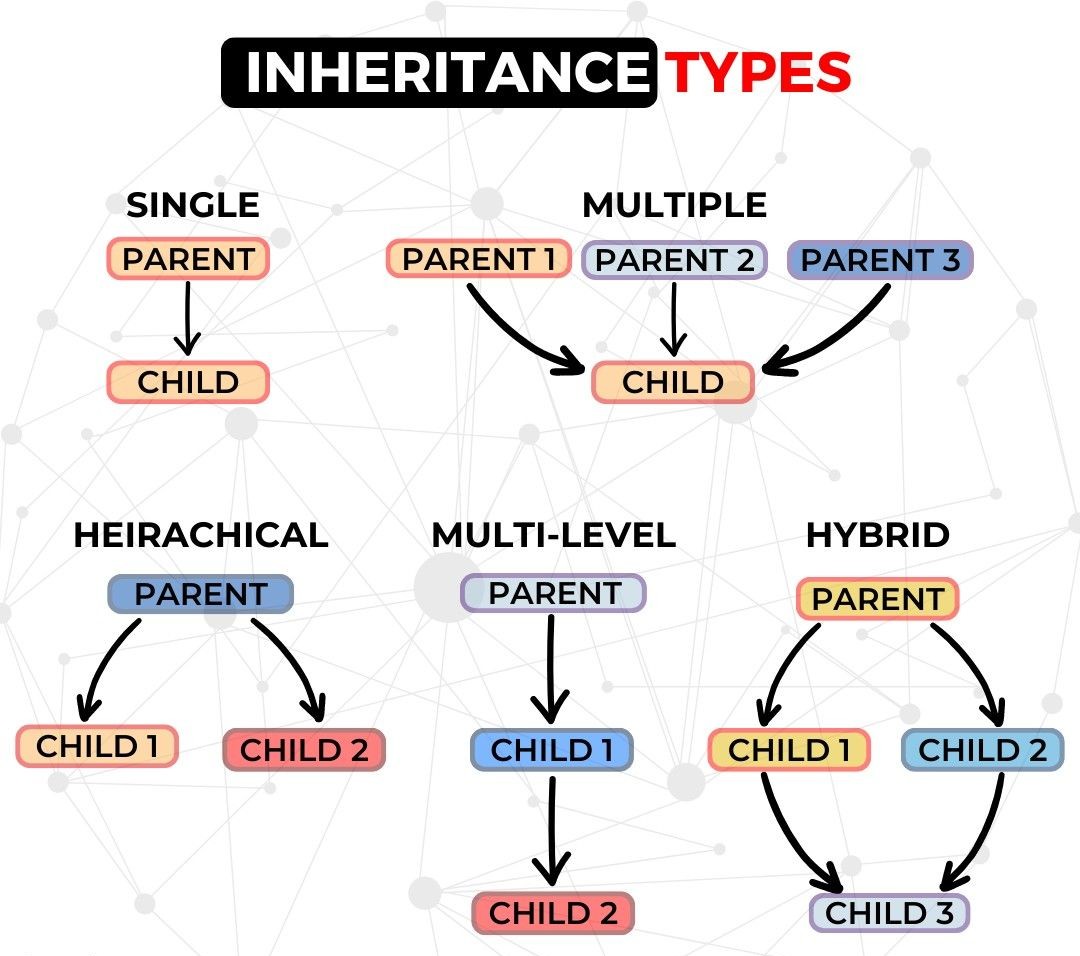 INHERITANCE TYPES
SINGLE
PARENT
CHILD
MULTIPLE
PARENT 1 PARENT 2 PARENT 3
CHILD
HEIRACHICAL
PARENT
CHILD 1 CHILD 2
MULTI-LEVEL
PARENT
CHILD 1
CHILD 2
HYBRID
PARENT
CHILD 1 CHILD 2
CHILD 3